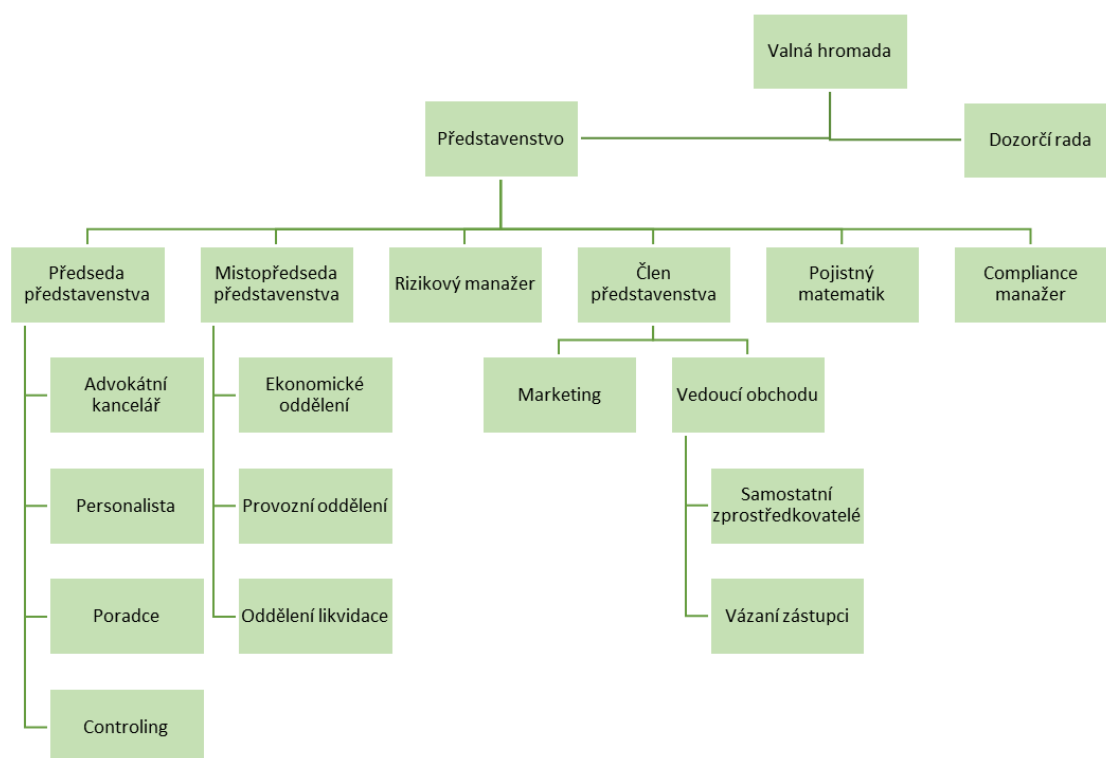 Valná hromada
Představenstvo
Dozorčí rada
Předseda
představenstva
Mistopředseda
představenstva
Rizikový manažer
Člen
představenstva
Pojistný
matematik
Compliance
manažer
Advokátní
kancelář
Ekonomické
oddělení
Marketing
Vedoucí obchodu
Personalista
Provozní oddělení
Samostatní
zprostředkovatelé
Poradce
Oddělení likvidace
Vázaní zástupci
Controling